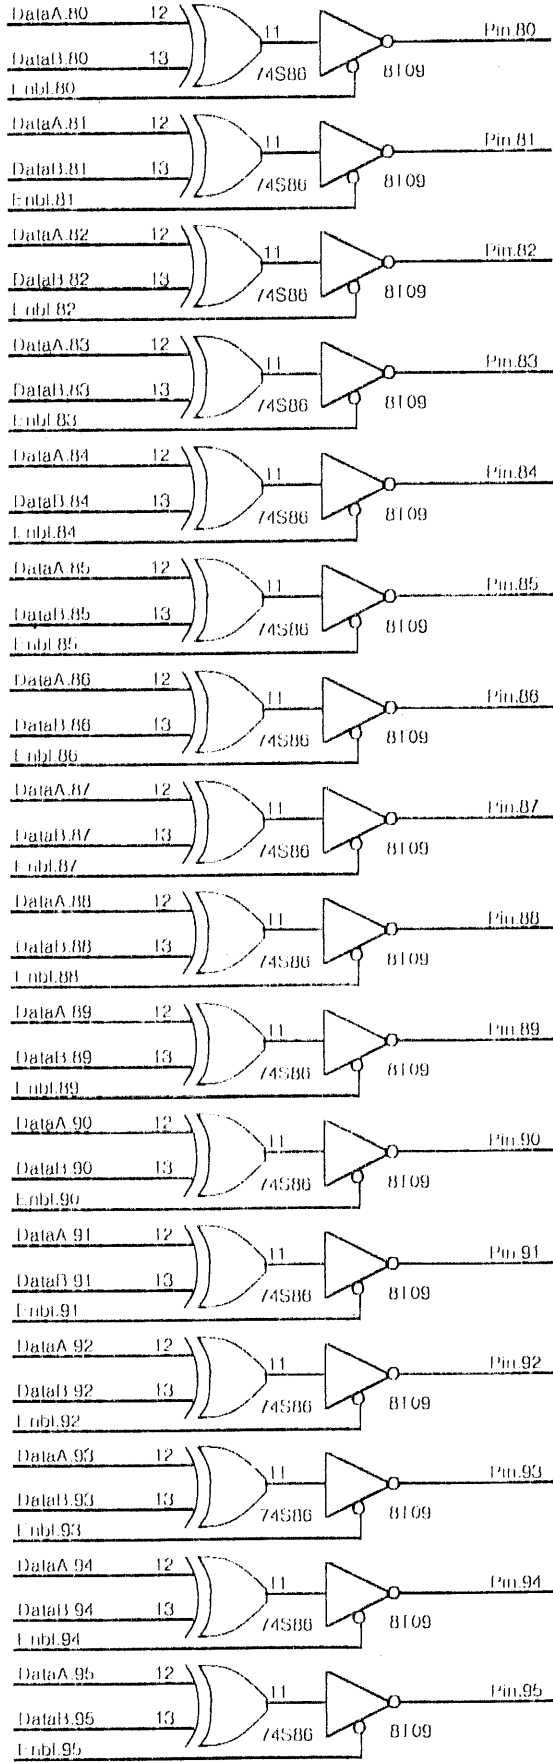 DataA.80 12
11 Pin.80
DataB.80 13 74S86 8T09
Enbl.80
DataA.81 12
11 Pin.81
DataB.81 13 74S86 8T09
Enbl.81
DataA.82 12
11 Pin.82
DataB.82 13 74S86 8T09
Enbl.82
DataA.83 12
11 Pin.83
DataB.83 13 74S86 8T09
Enbl.83
DataA.84 12
11 Pin.84
DataB.84 13 74S86 8T09
Enbl.84
DataA.85 12
11 Pin.85
DataB.85 13 74S86 8T09
Enbl.85
DataA.86 12
11 Pin.86
DataB.86 13 74S86 8T09
Enbl.86
DataA.87 12
11 Pin.87
DataB.87 13 74S86 8T09
Enbl.87
DataA.88 12
11 Pin.88
DataB.88 13 74S86 8T09
Enbl.88
DataA.89 12
11 Pin.89
DataB.89 13 74S86 8T09
Enbl.89
DataA.90 12
11 Pin.90
DataB.90 13 74S86 8T09
Enbl.90
DataA.91 12
11 Pin.91
DataB.91 13 74S86 8T09
Enbl.91
DataA.92 12
11 Pin.92
DataB.92 13 74S86 8T09
Enbl.92
DataA.93 12
11 Pin.93
DataB.93 13 74S86 8T09
Enbl.93
DataA.94 12
11 Pin.94
DataB.94 13 74S86 8T09
Enbl.94
DataA.95 12
11 Pin.95
DataB.95 13 74S86 8T09
Enbl.95